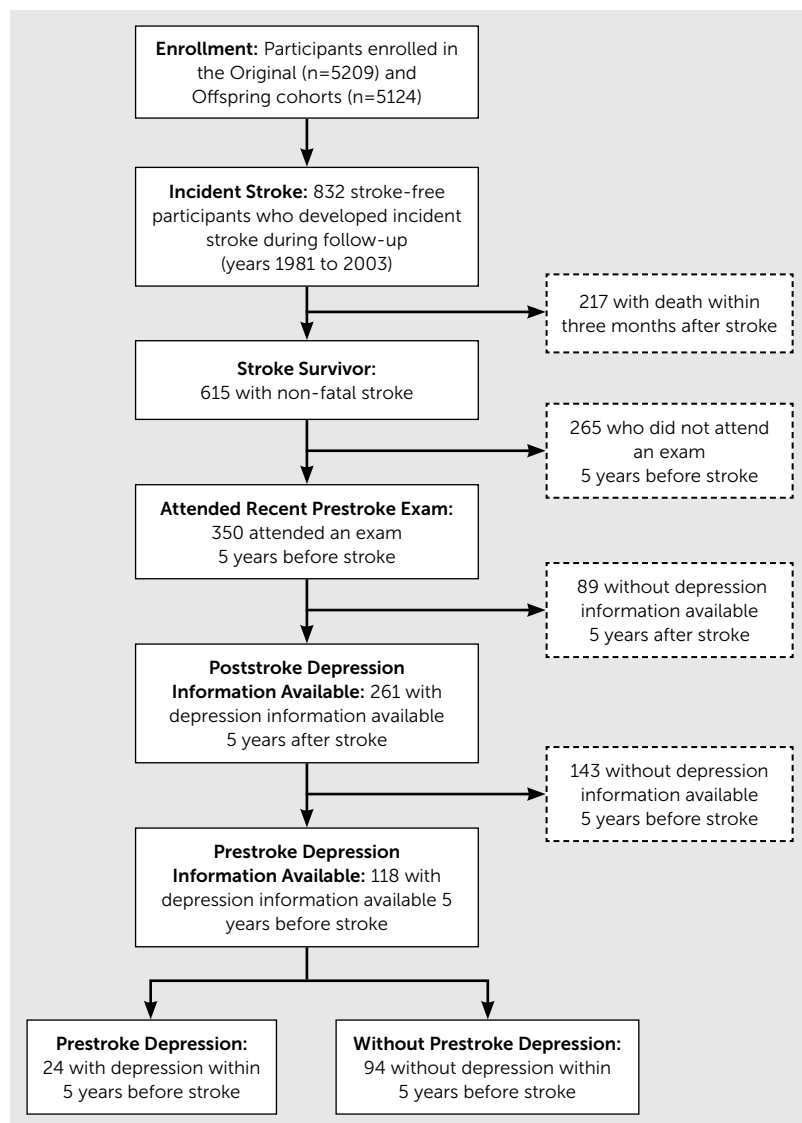 Enrollment: Participants enrolled in
the Original (n=5209) and
Offspring cohorts (n=5124)
Incident Stroke: 832 stroke-free
participants who developed incident
stroke during follow-up
(years 1981 to 2003)
217 with death within
three months after stroke
Stroke Survivor:
615 with non-fatal stroke
265 who did not attend
an exam
5 years before stroke
Attended Recent Prestroke Exam:
350 attended an exam
5 years before stroke
89 without depression
information available
5 years after stroke
Poststroke Depression
Information Available: 261 with
depression information available
5 years after stroke
143 without depression
information available
5 years before stroke
Prestroke Depression
Information Available: 118 with
depression information available 5
years before stroke
Prestroke Depression:
24 with depression within
5 years before stroke
Without Prestroke Depression:
94 without depression within
5 years before stroke